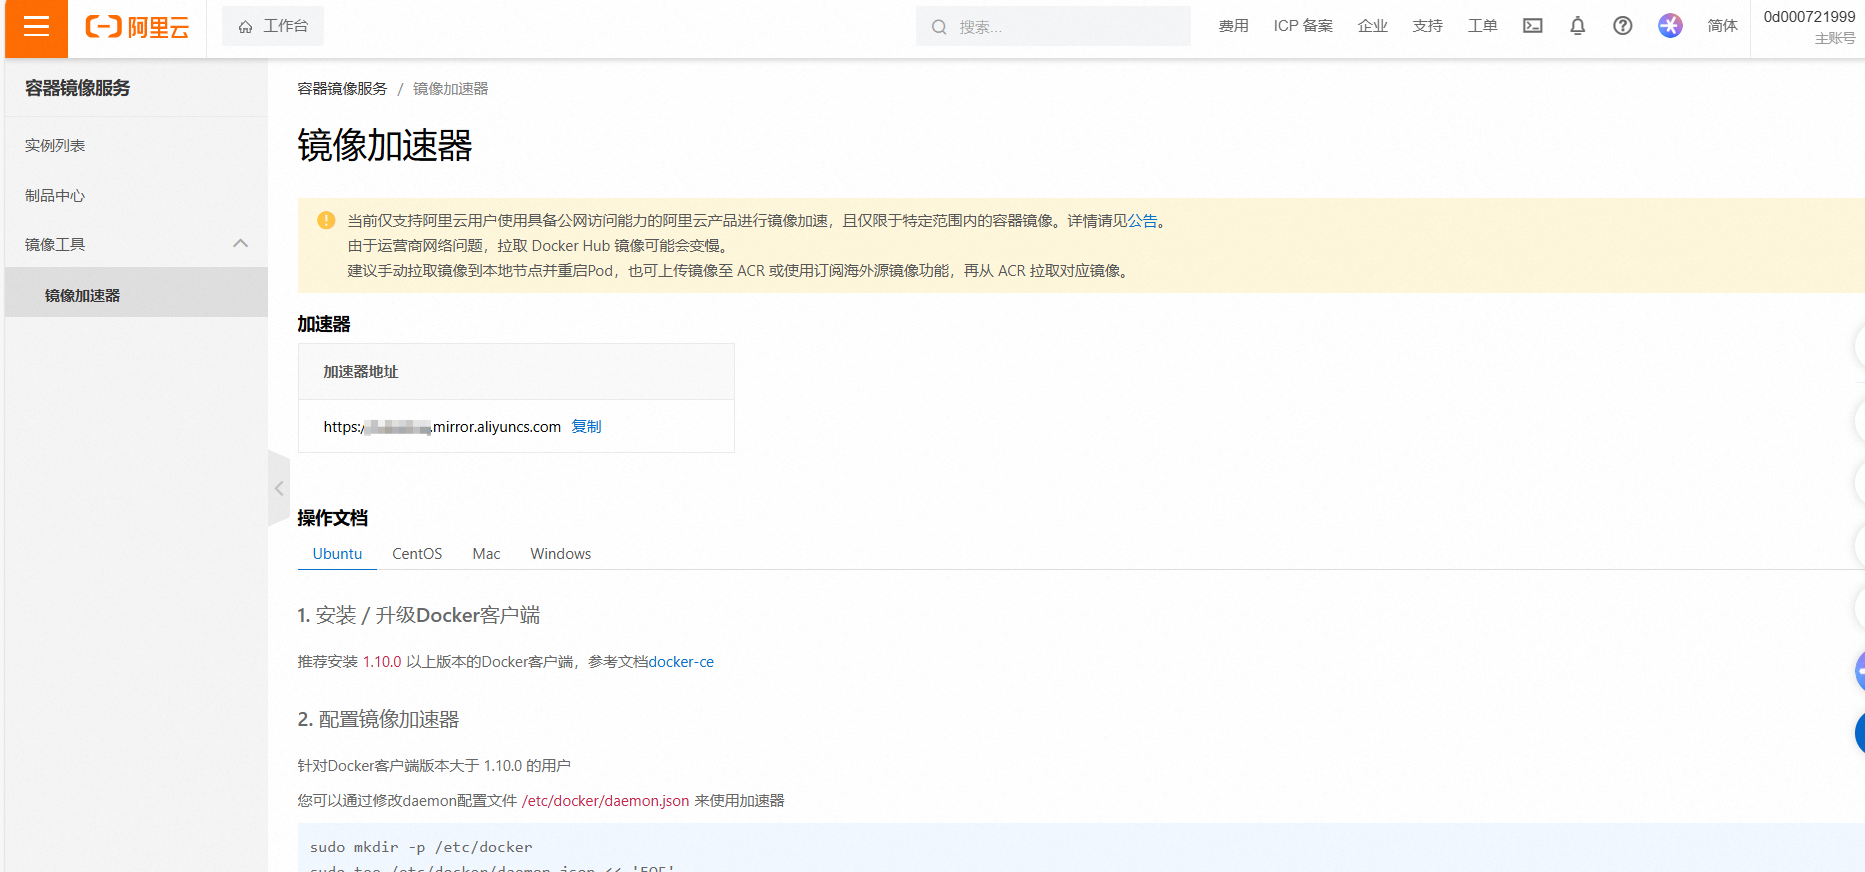 阿里云
工作台
搜索...
费用
ICP 备案
企业
支持
工单
简体
0d000721999
主账号
容器镜像服务
实例列表
制品中心
镜像工具
镜像加速器
容器镜像服务 / 镜像加速器
镜像加速器
当前仅支持阿里云用户使用具备公网访问能力的阿里云产品进行镜像加速，且仅限于特定范围内的容器镜像。详情请见公告。
由于运营商网络问题，拉取 Docker Hub 镜像可能会变慢。
建议手动拉取镜像到本地节点并重启Pod，也可上传镜像至 ACR 或使用订阅海外源镜像功能，再从 ACR 拉取对应镜像。
加速器
加速器地址
https:/ .mirror.aliyuncs.com 复制
操作文档
Ubuntu CentOS Mac Windows
1. 安装 / 升级Docker客户端
推荐安装 1.10.0 以上版本的Docker客户端，参考文档docker-ce
2. 配置镜像加速器
针对Docker客户端版本大于 1.10.0 的用户
您可以通过修改daemon配置文件 /etc/docker/daemon.json 来使用加速器
sudo mkdir -p /etc/docker
sudo tee /etc/docker/daemon.json << 'EOF'